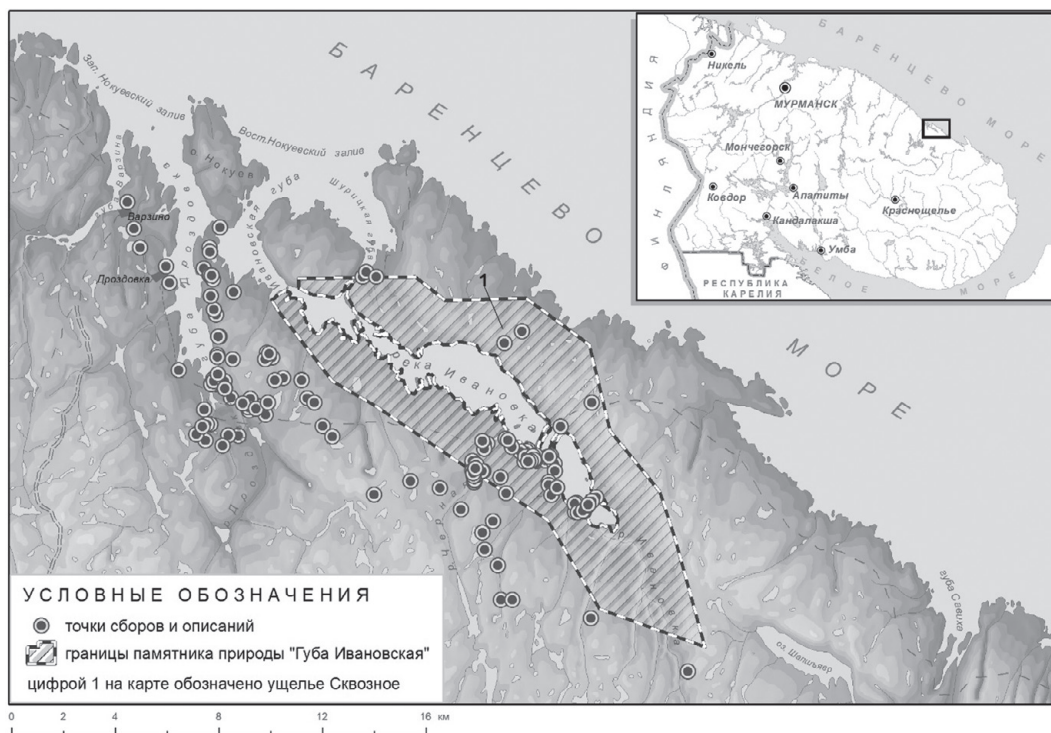 БАРЕНЦЕВО
МОРЕ
Зап. Нокуевский залив
Вост.Нокуевский залив
о. Нокуев
губа Варзина
Варзино
Дроздовка
Ивановская губа
Шурицкая губа
1
река Ивановка
р. Ивановка
губа Савиха
БАРЕНЦЕВО МОРЕ
Никель
МУРМАНСК
ФИНЛЯНДИЯ
Мончегорск
Ковдор
Апатиты
Краснощелье
Кандалакша
Умба
БЕЛОЕ МОРЕ
РЕСПУБЛИКА
КАРЕЛИЯ
УСЛОВНЫЕ ОБОЗНАЧЕНИЯ
точки сборов и описаний
границы памятника природы "Губа Ивановская"
цифрой 1 на карте обозначено ущелье Сквозное
0 2 4 8 12 16 км